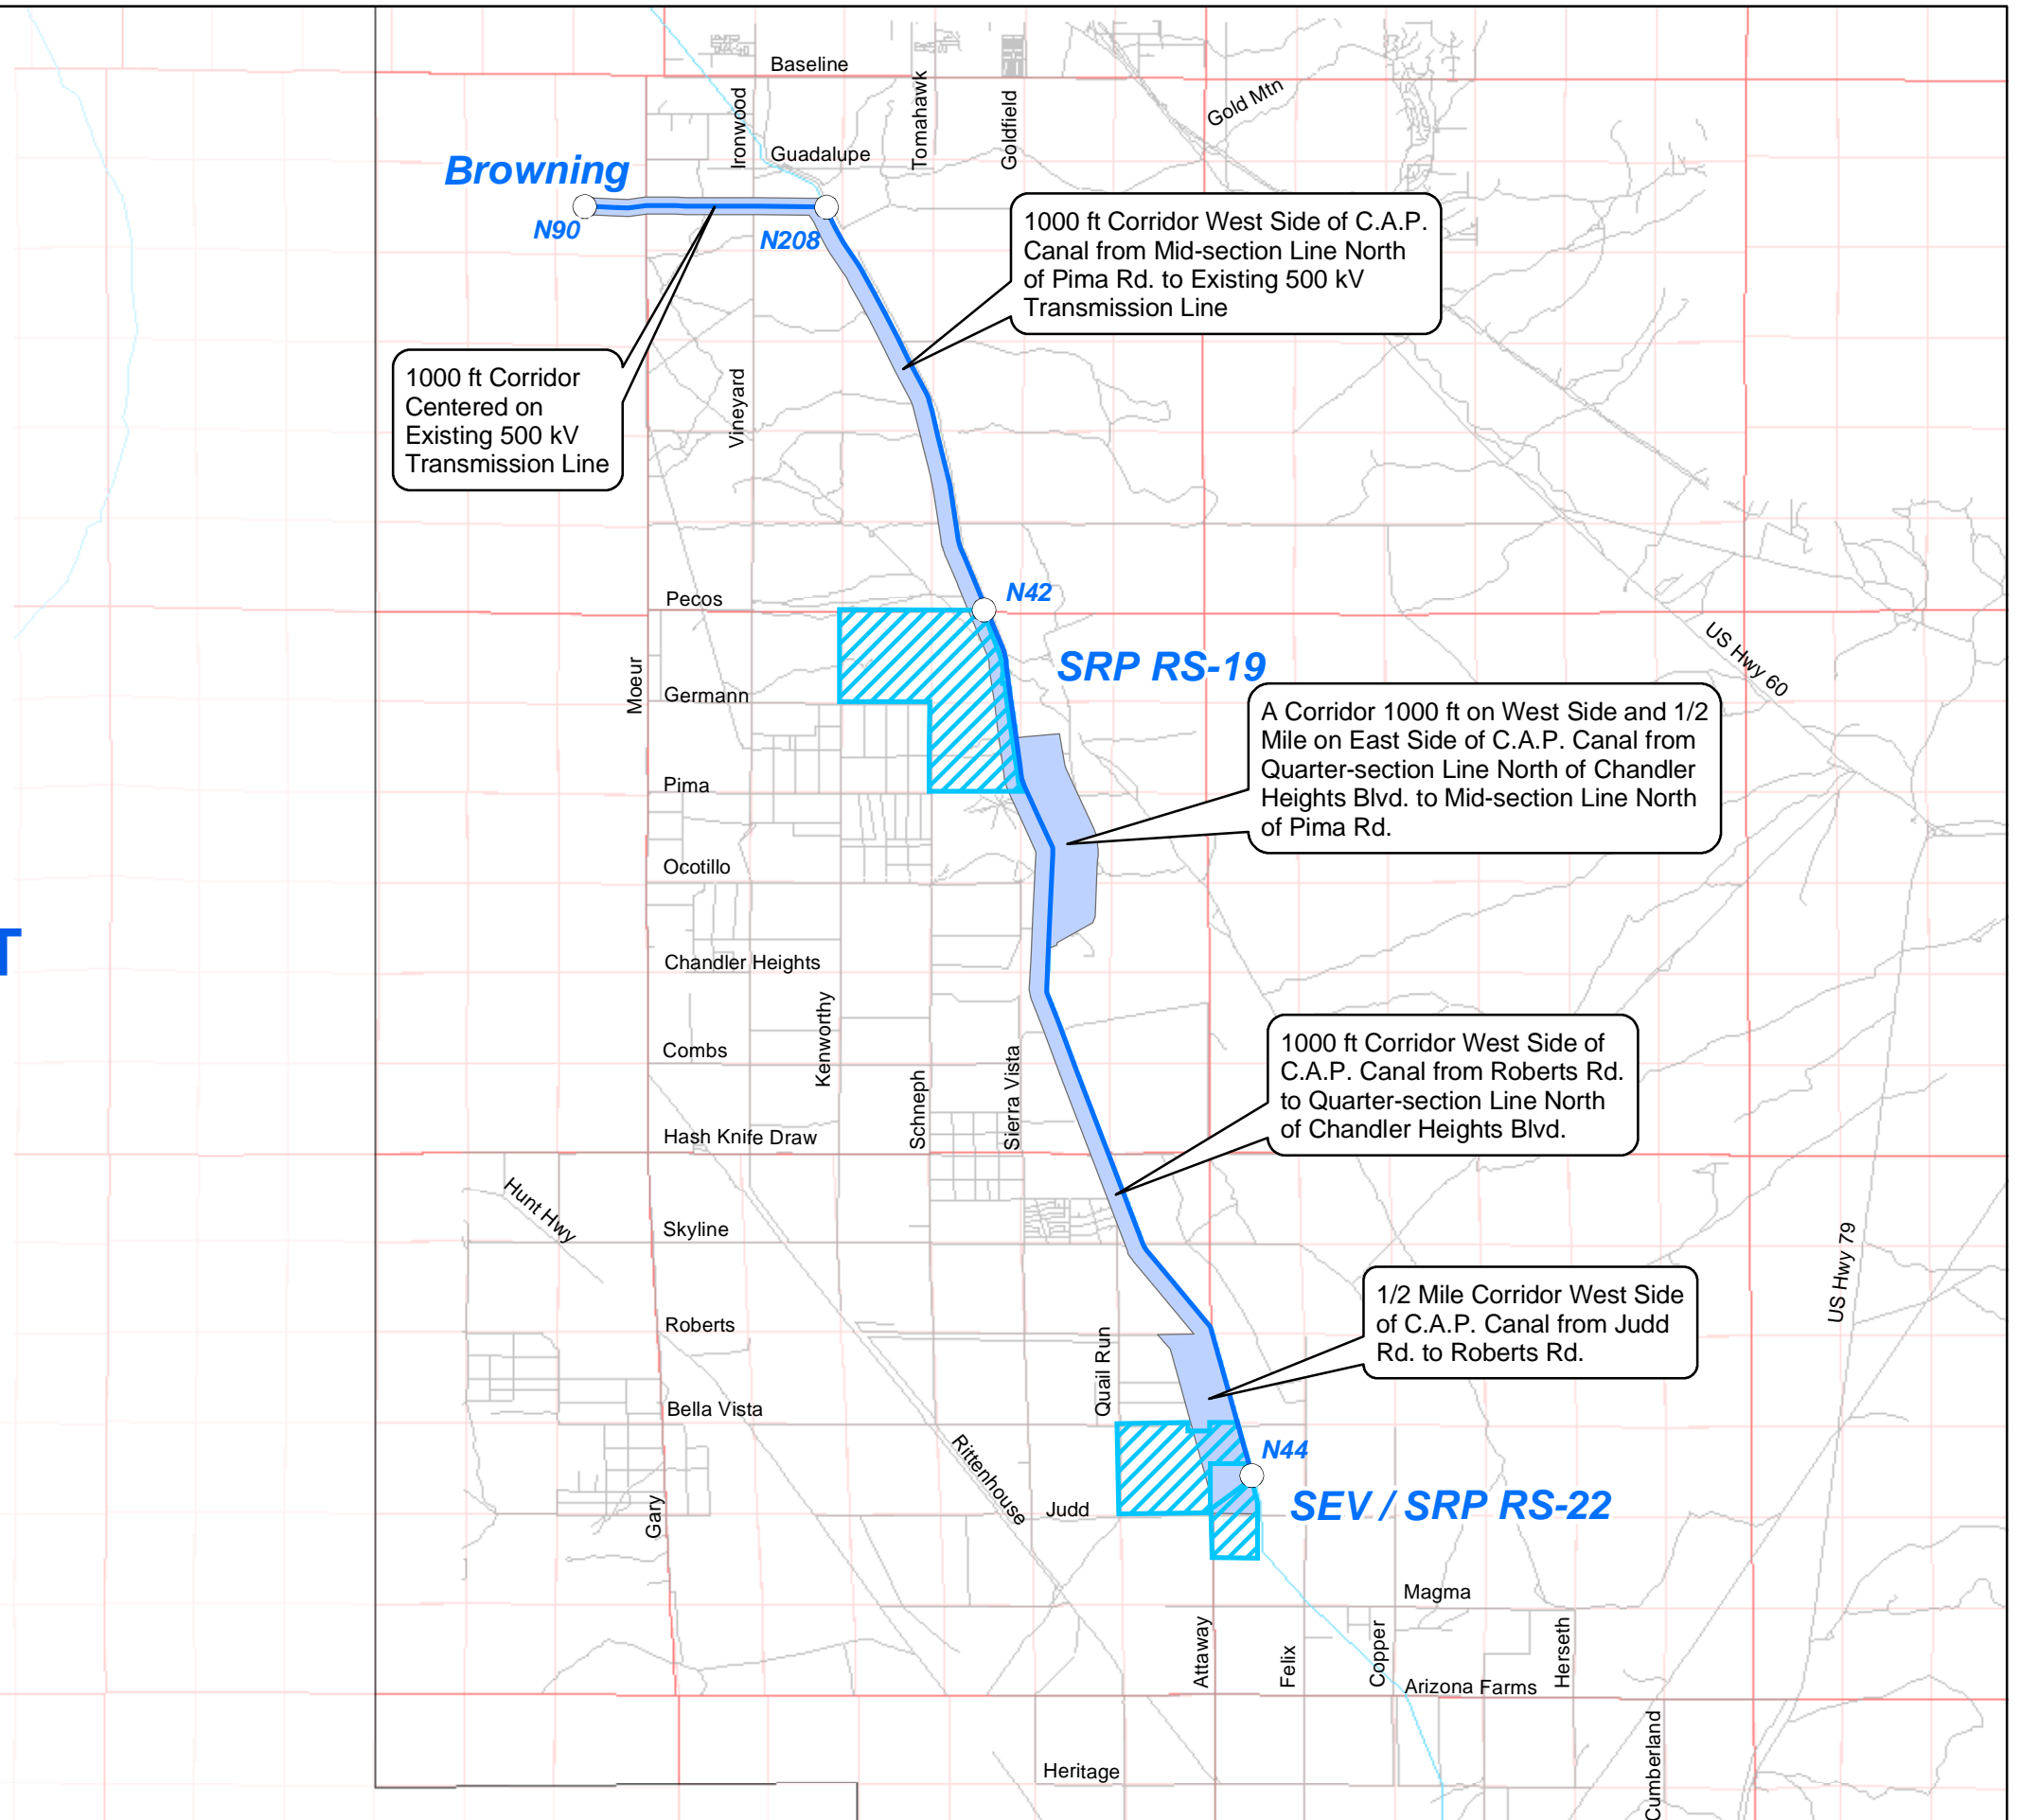 Baseline
Ironwood
Tomahawk
Goldfield
Gold Mtn
Guadalupe
Browning
N90
N208
1000 ft Corridor West Side of C.A.P.
Canal from Mid-section Line North
of Pima Rd. to Existing 500 kV
Transmission Line
1000 ft Corridor
Centered on
Existing 500 kV
Transmission Line
Vineyard
Pecos
N42
US Hwy 60
SRP RS-19
Moeur
Germann
A Corridor 1000 ft on West Side and 1/2
Mile on East Side of C.A.P. Canal from
Quarter-section Line North of Chandler
Heights Blvd. to Mid-section Line North
of Pima Rd.
Pima
Ocotillo
T
Chandler Heights
Kenworthy
Combs
Schneph
Sierra Vista
1000 ft Corridor West Side of
C.A.P. Canal from Roberts Rd.
to Quarter-section Line North
of Chandler Heights Blvd.
Hash Knife Draw
Hunt Hwy
Skyline
US Hwy 79
1/2 Mile Corridor West Side
of C.A.P. Canal from Judd
Rd. to Roberts Rd.
Roberts
Quail Run
Bella Vista
Rittenhouse
N44
Gary
Judd
SEV / SRP RS-22
Magma
Attaway
Felix
Copper
Herseth
Arizona Farms
Heritage
Cumberland